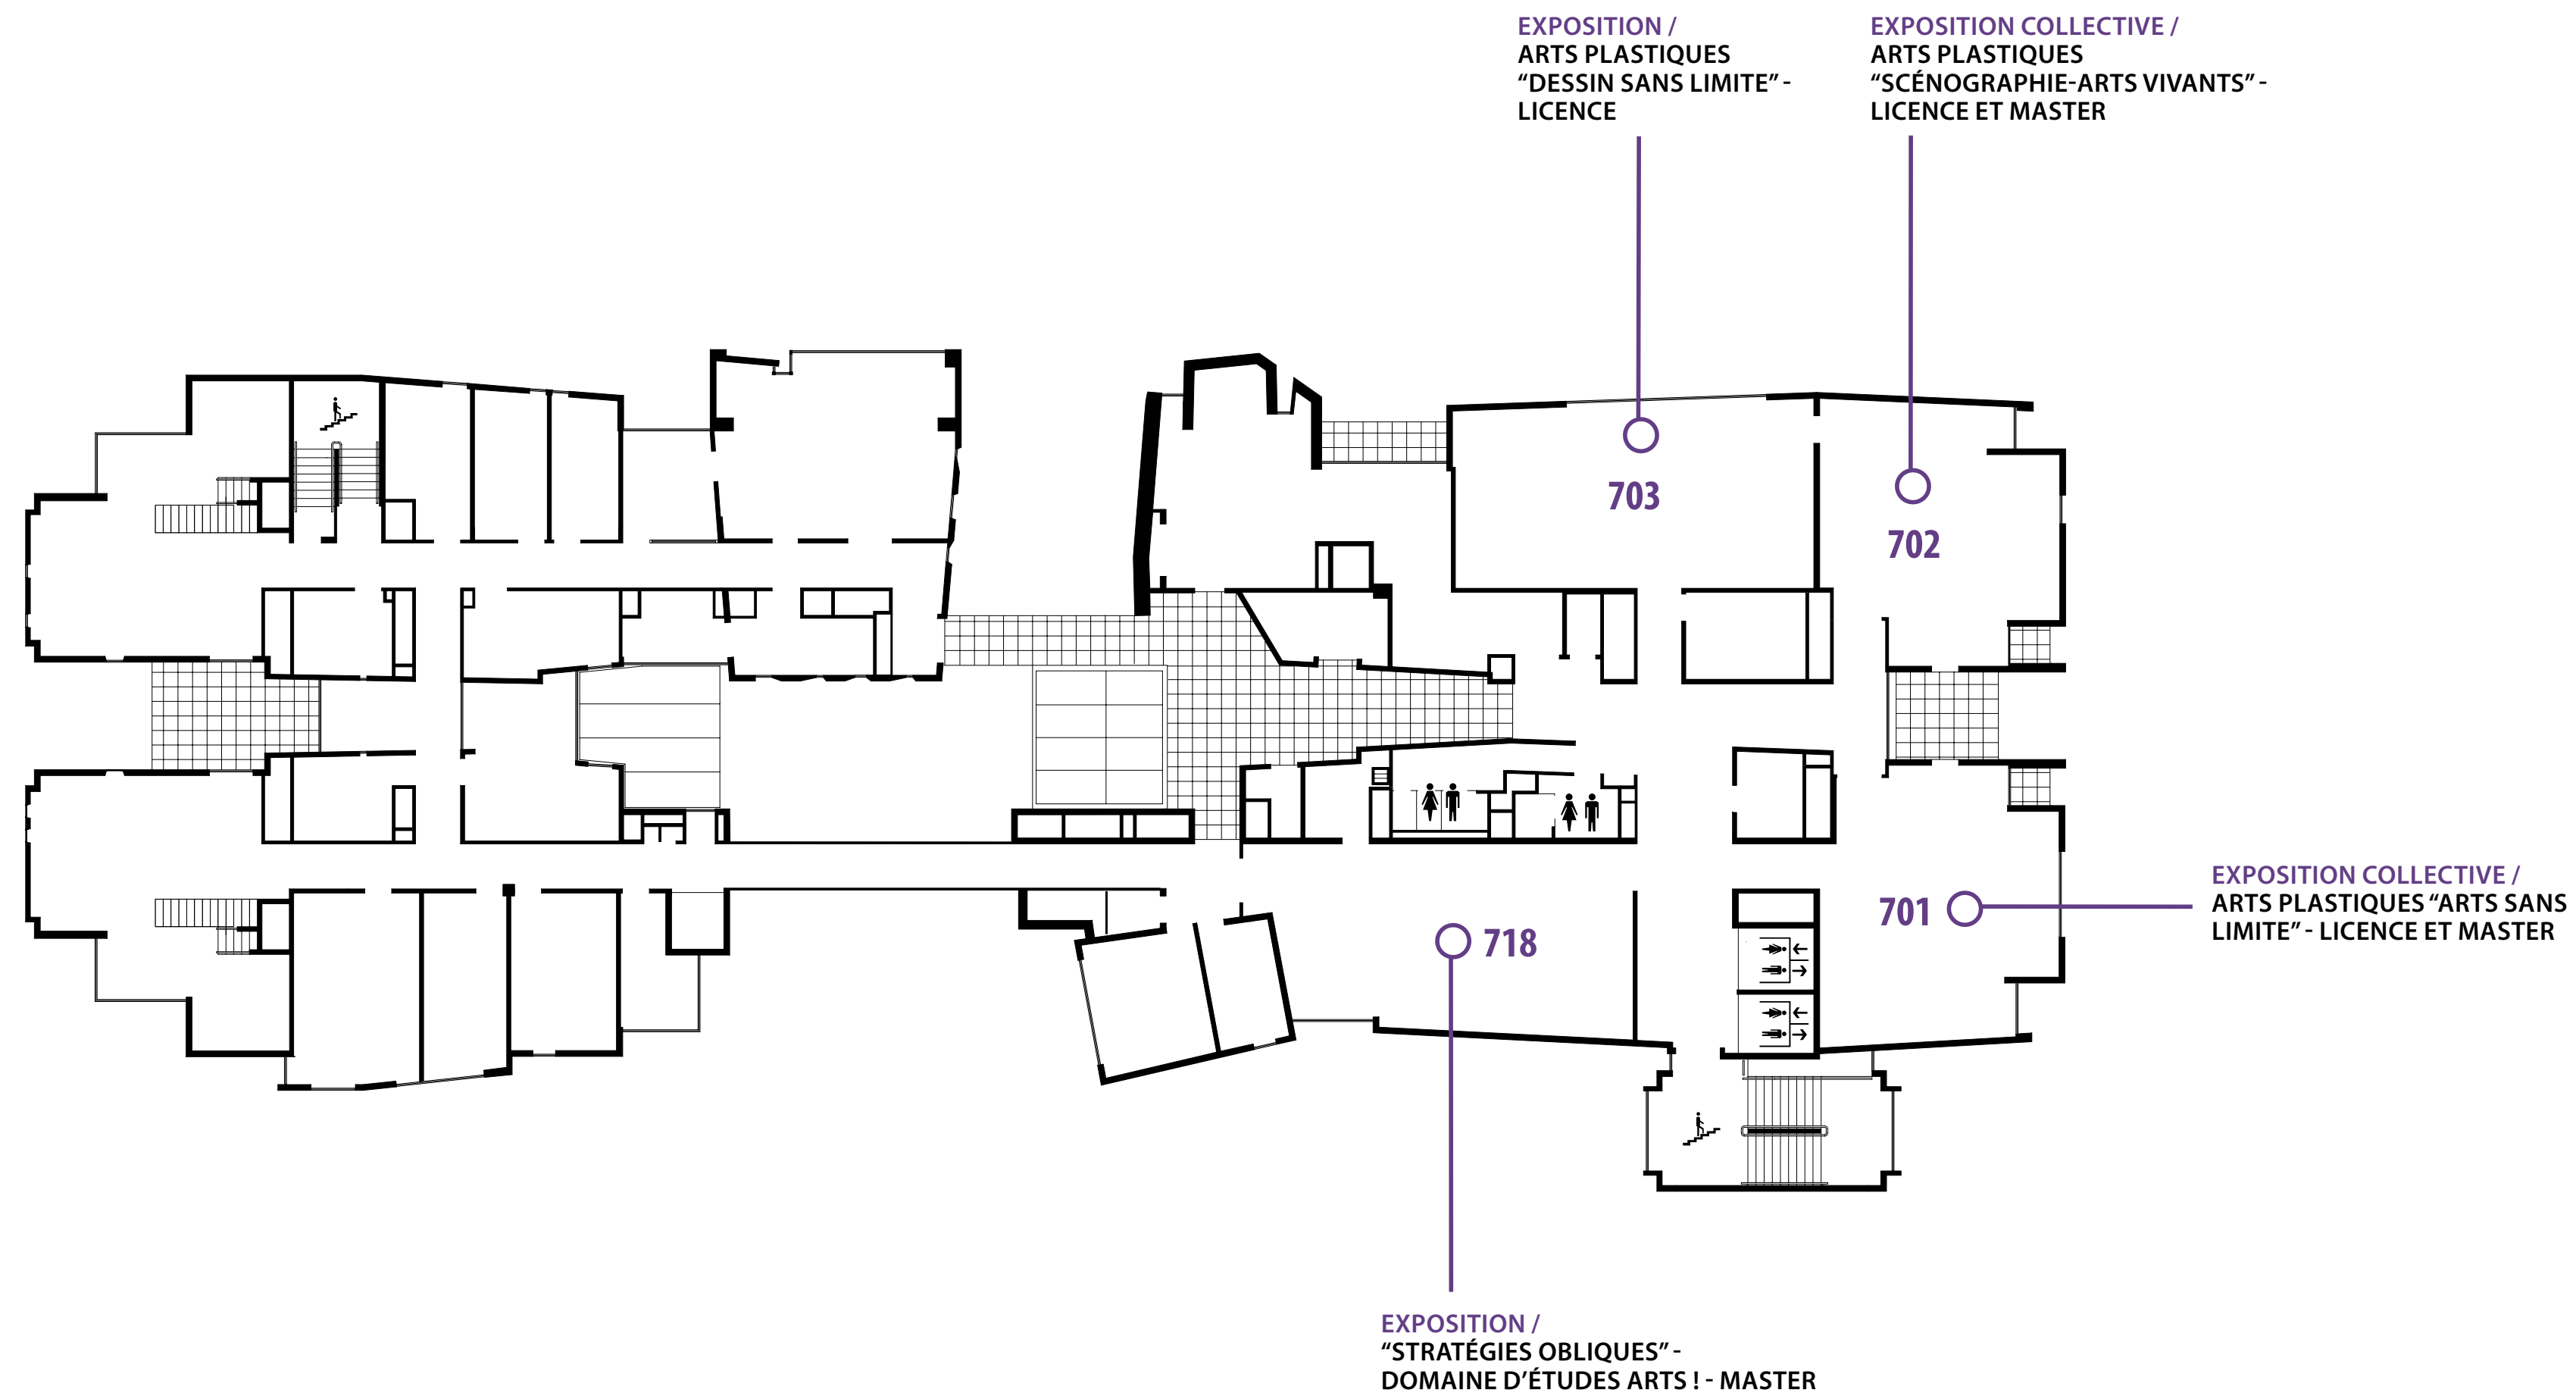 EXPOSITION /
ARTS PLASTIQUES
“DESSIN SANS LIMITE” -
LICENCE
EXPOSITION COLLECTIVE /
ARTS PLASTIQUES
“SCÉNOGRAPHIE-ARTS VIVANTS” -
LICENCE ET MASTER
703
702
701
EXPOSITION COLLECTIVE /
ARTS PLASTIQUES “ARTS SANS
LIMITE” - LICENCE ET MASTER
718
EXPOSITION /
“STRATÉGIES OBLIQUES” -
DOMAINE D’ÉTUDES ARTS ! - MASTER